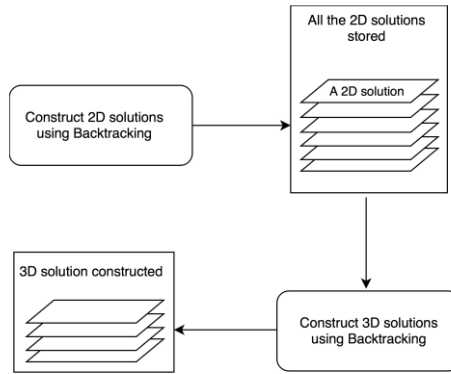 All the 2D solutions
stored
A 2D solution
Construct 2D solutions
using Backtracking
3D solution constructed
Construct 3D solutions
using Backtracking